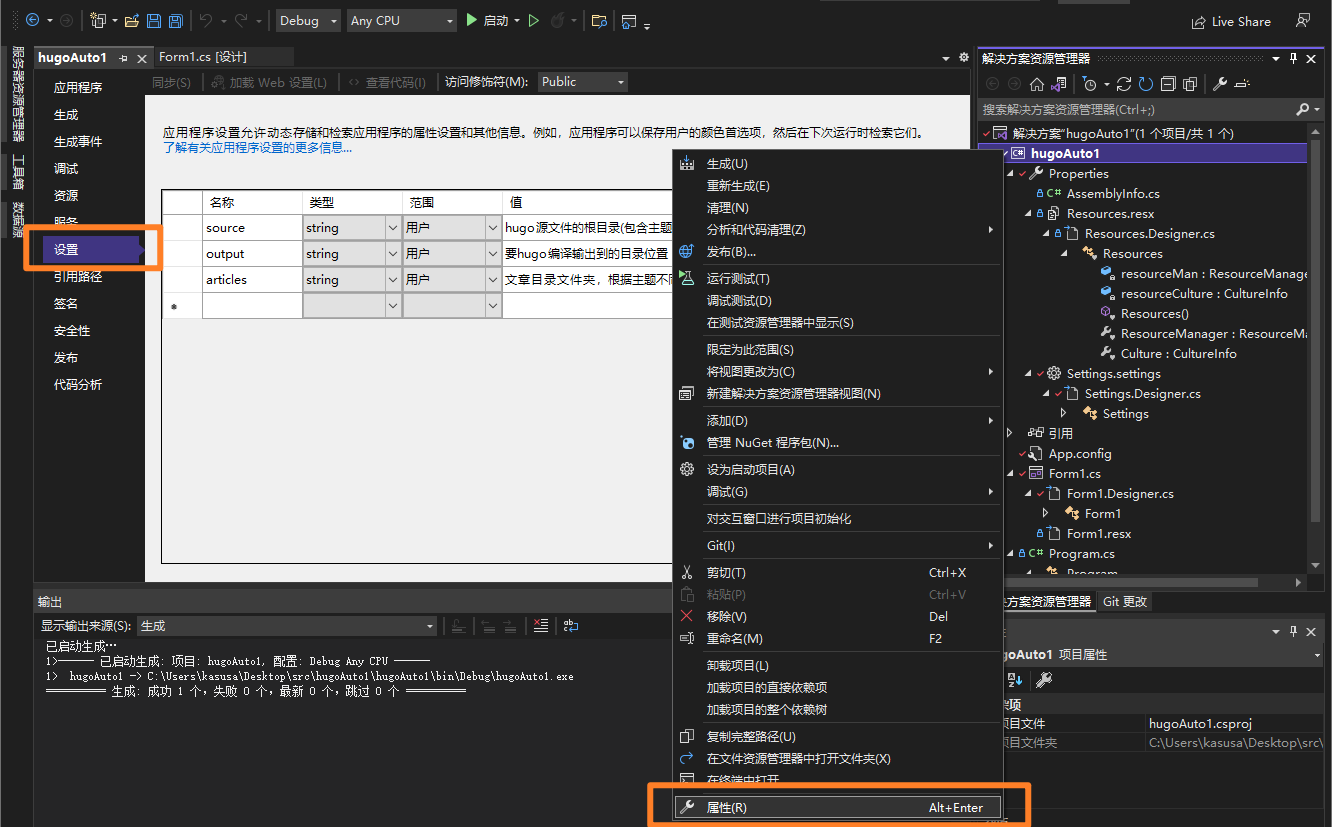 Debug
Any CPU
启动
Live Share
服务器资源管理器
工具箱
数据源
hugoAuto1
Form1.cs [设计]
应用程序
生成
生成事件
调试
资源
服务
设置
引用路径
签名
安全性
发布
代码分析
同步(S)
加载 Web 设置(L)
查看代码(I)
访问修饰符(M):
Public
应用程序设置允许动态存储和检索应用程序的属性设置和其他信息。例如，应用程序可以保存用户的颜色首选项，然后在下次运行时检索它们。
了解有关应用程序设置的更多信息...
名称 类型 范围 值
source string 用户 hugo源文件的根目录(包含主题
output string 用户 要hugo编译输出到的目录位置
articles string 用户 文章目录文件夹，根据主题不
生成(U)
重新生成(E)
清理(N)
分析和代码清理(Z)
发布(B)...
运行测试(T)
调试测试(D)
在测试资源管理器中显示(S)
限定为此范围(S)
将视图更改为(C)
新建解决方案资源管理器视图(N)
添加(D)
管理 NuGet 程序包(N)...
设为启动项目(A)
调试(G)
对交互窗口进行项目初始化
Git(I)
剪切(T) Ctrl+X
粘贴(P) Ctrl+V
移除(V) Del
重命名(M) F2
卸载项目(L)
加载项目的直接依赖项
加载项目的整个依赖树
复制完整路径(U)
在文件资源管理器中打开文件夹(X)
在终端中打开
属性(R) Alt+Enter
解决方案资源管理器
搜索解决方案资源管理器(Ctrl+;)
解决方案"hugoAuto1"(1 个项目/共 1 个)
hugoAuto1
Properties
AssemblyInfo.cs
Resources.resx
Resources.Designer.cs
Resources
resourceMan : ResourceManage
resourceCulture : CultureInfo
Resources()
ResourceManager : ResourceMa
Culture : CultureInfo
Settings.settings
Settings.Designer.cs
Settings
引用
App.config
Form1.cs
Form1.Designer.cs
Form1
Form1.resx
Program.cs
Program
方案资源管理器 Git 更改
goAuto1 项目属性
项
项目文件 hugoAuto1.csproj
项目文件夹 C:\Users\kasusa\Desktop\src\
输出
显示输出来源(S): 生成
已启动生成…
1>------ 已启动生成: 项目: hugoAuto1, 配置: Debug Any CPU ------
1> hugoAuto1 -> C:\Users\kasusa\Desktop\src\hugoAuto1\hugoAuto1\bin\Debug\hugoAuto1.exe
========== 生成: 成功 1 个，失败 0 个，最新 0 个，跳过 0 个 ==========